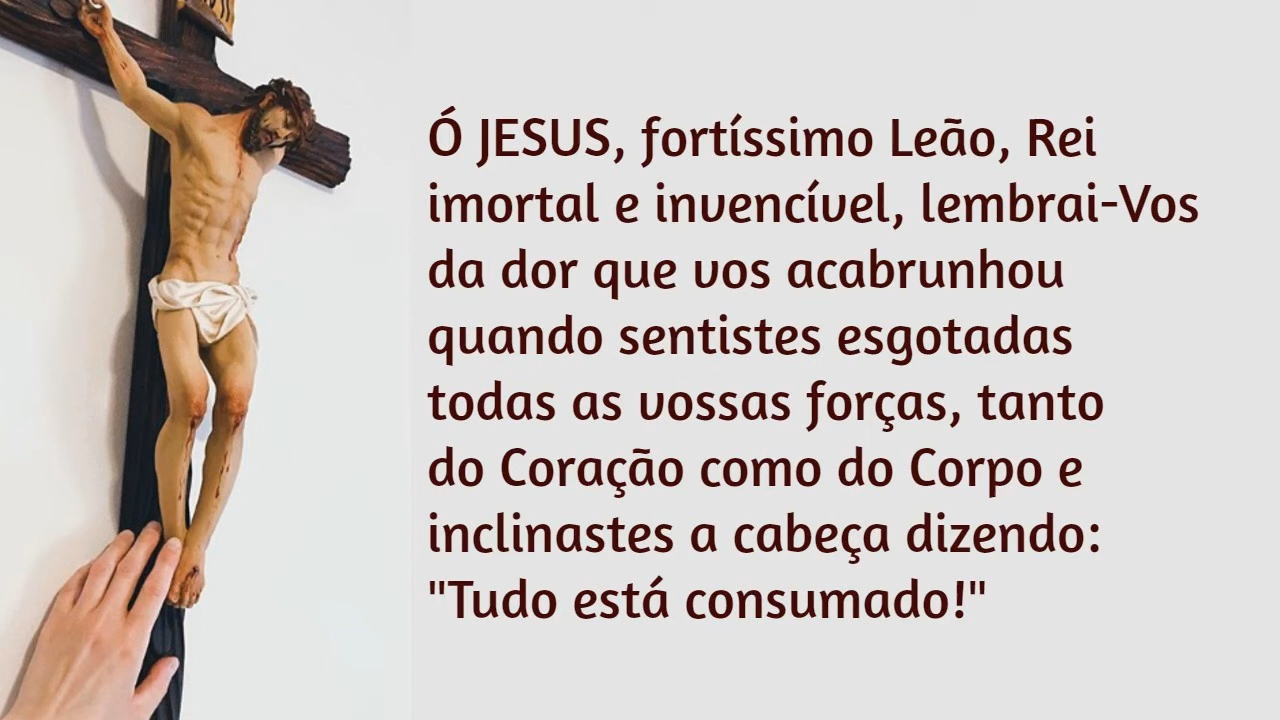 Ó JESUS, fortíssimo Leão, Rei
imortal e invencível, lembrai-Vos
da dor que vos acabrunhou
quando sentistes esgotadas
todas as vossas forças, tanto
do Coração como do Corpo e
inclinastes a cabeça dizendo:
"Tudo está consumado!"